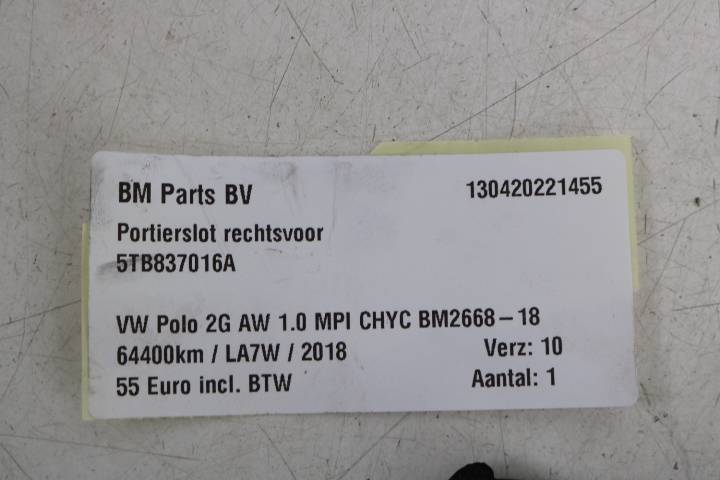 BM Parts BV 130420221455
Portierslot rechtsvoor
5TB837016A
VW Polo 2G AW 1.0 MPI CHYC BM2668-18
64400km / LA7W / 2018 Verz: 10
55 Euro incl. BTW Aantal: 1